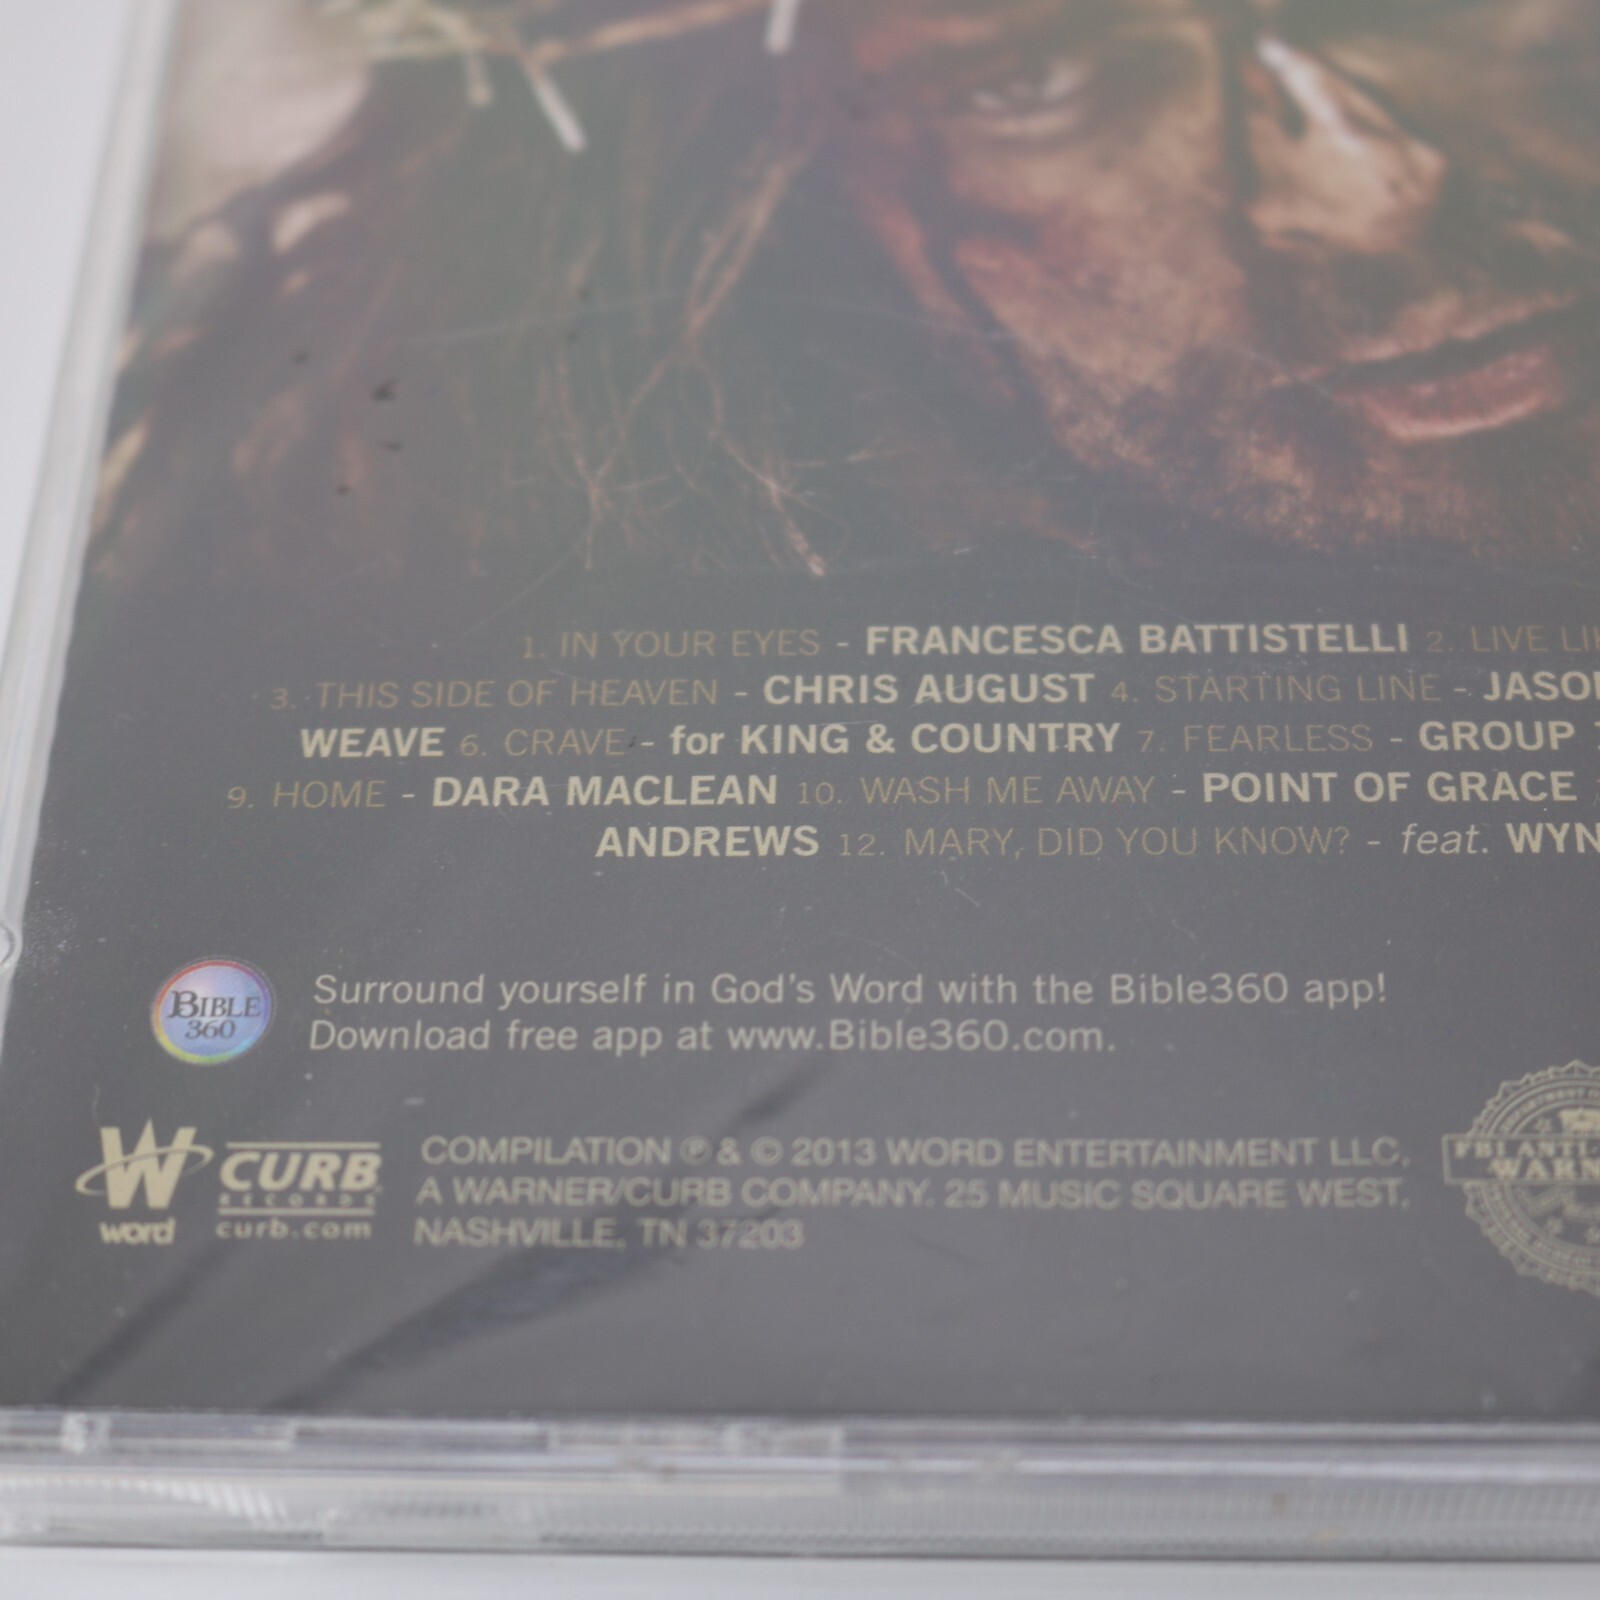 1. IN YOUR EYES - FRANCESCA BATTISTELLI 2. LIVE
3. THIS SIDE OF HEAVEN - CHRIS AUGUST 4. STARTING LINE -
WEAVE 6. CRAVE - for KING & COUNTRY 7. FEARLESS - GROUP
9. HOME - DARA MACLEAN 10. WASH ME AWAY - POINT OF GRACE
ANDREWS 12. MARY, DID YOU KNOW? - feat.
BIBLE
360
Surround yourself in God's Word with the Bible360 app!
Download free app at www.Bible360.com.
W
word
CURB
RECORDS
curb.com
COMPILATION ℗ & © 2013 WORD ENTERTAINMENT LLC.
A WARNER/CURB COMPANY. 25 MUSIC SQUARE WEST.
NASHVILLE, TN 37203
FBI ANTI-